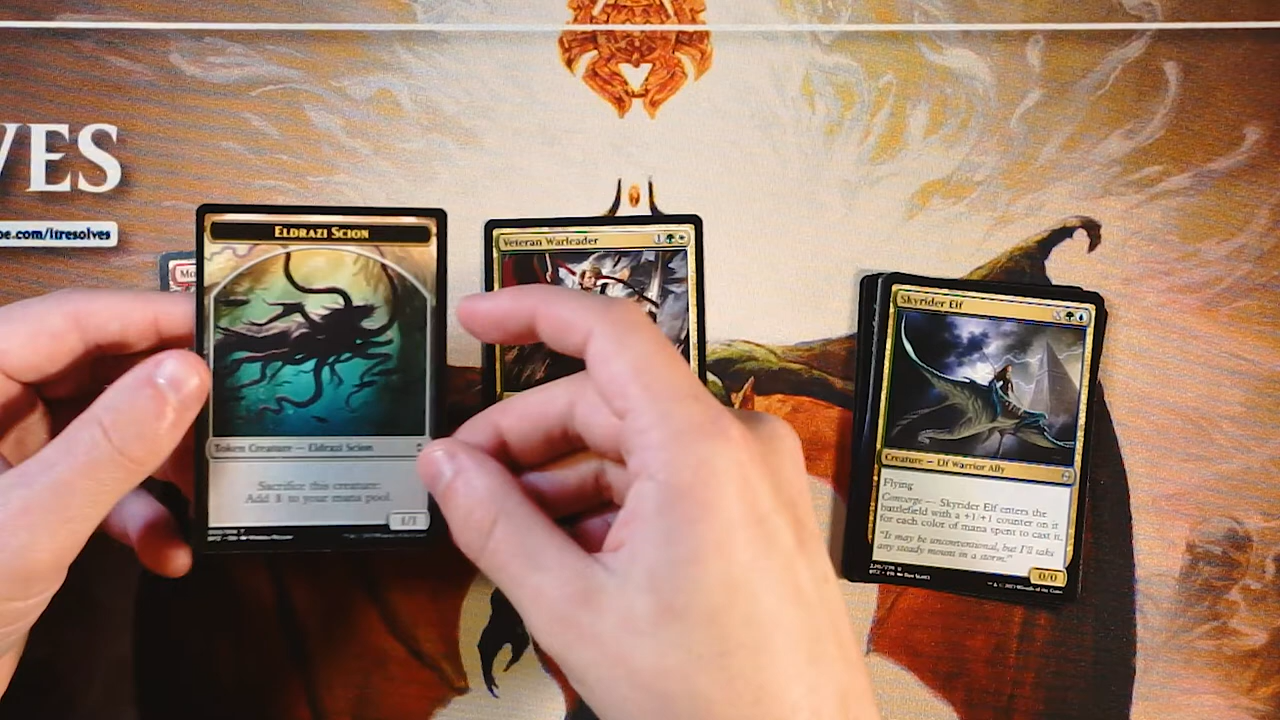 VES
be.com/itresolves
Mo
ELDRAZI SCION
Token Creature — Eldrazi Scion
Sacrifice this creature:
Add 1 to your mana pool.
1/1
Veteran Warleader
1
Skyrider Elf
X
Creature — Elf Warrior Ally
Flying
Converge — Skyrider Elf enters the
battlefield with a +1/+1 counter on it
for each color of mana spent to cast it.
"It may be unconventional, but I'll take
any steady mount in a storm."
0/0